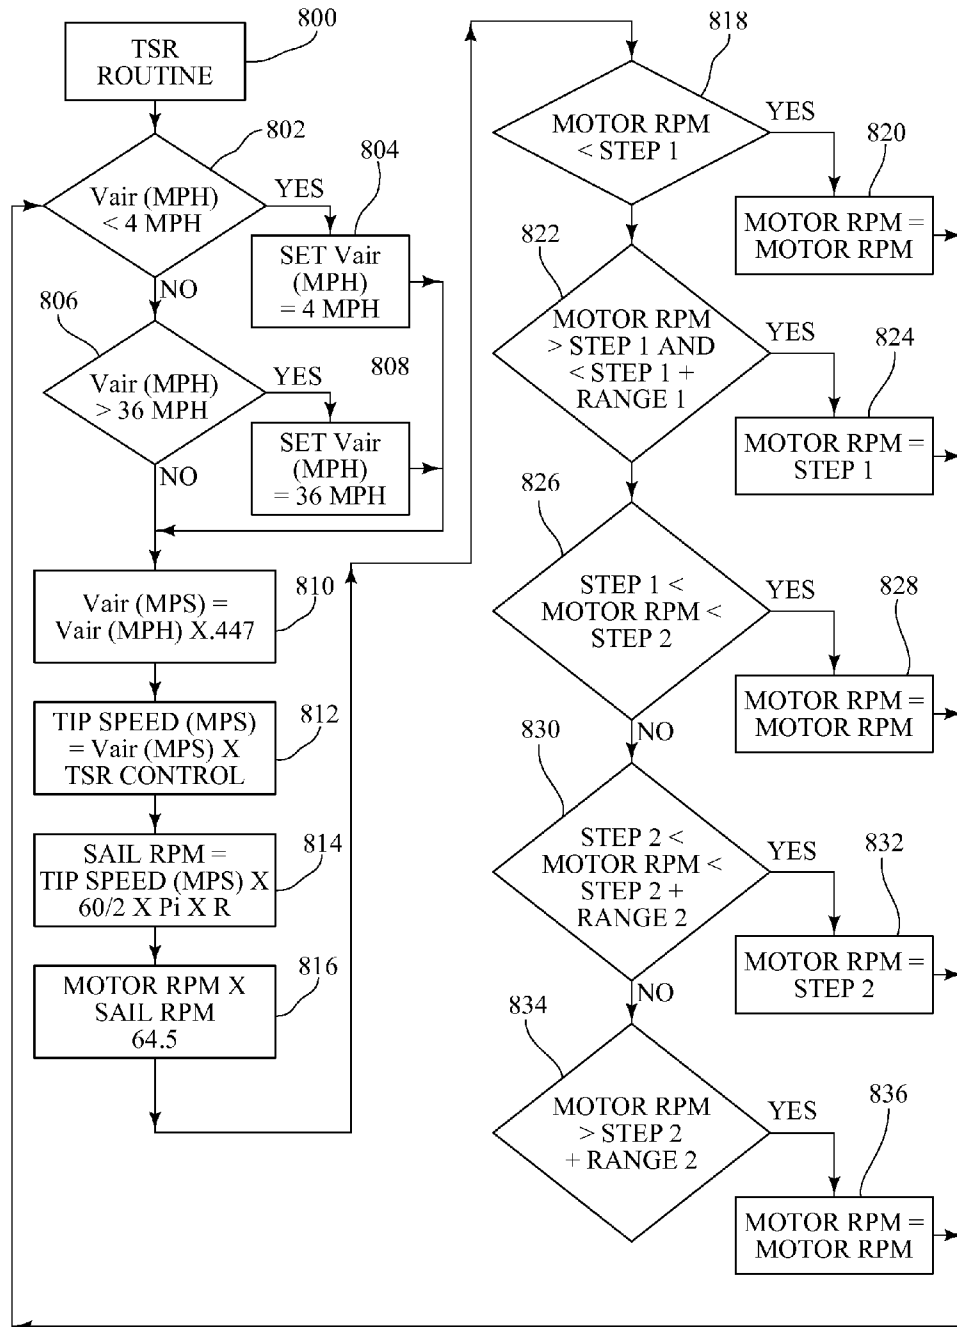 800
TSR
ROUTINE
802
Vair (MPH)
< 4 MPH
YES
804
SET Vair
(MPH)
= 4 MPH
NO
806
Vair (MPH)
> 36 MPH
YES
808
SET Vair
(MPH)
= 36 MPH
NO
810
Vair (MPS) =
Vair (MPH) X.447
812
TIP SPEED (MPS)
= Vair (MPS) X
TSR CONTROL
814
SAIL RPM =
TIP SPEED (MPS) X
60/2 X Pi X R
816
MOTOR RPM X
SAIL RPM
64.5
818
MOTOR RPM
< STEP 1
YES
820
MOTOR RPM =
MOTOR RPM
822
MOTOR RPM
> STEP 1 AND
< STEP 1 +
RANGE 1
YES
824
MOTOR RPM =
STEP 1
826
STEP 1 <
MOTOR RPM <
STEP 2
YES
828
MOTOR RPM =
MOTOR RPM
NO
830
STEP 2 <
MOTOR RPM <
STEP 2 +
RANGE 2
YES
832
MOTOR RPM =
STEP 2
NO
834
MOTOR RPM
> STEP 2
+ RANGE 2
YES
836
MOTOR RPM =
MOTOR RPM